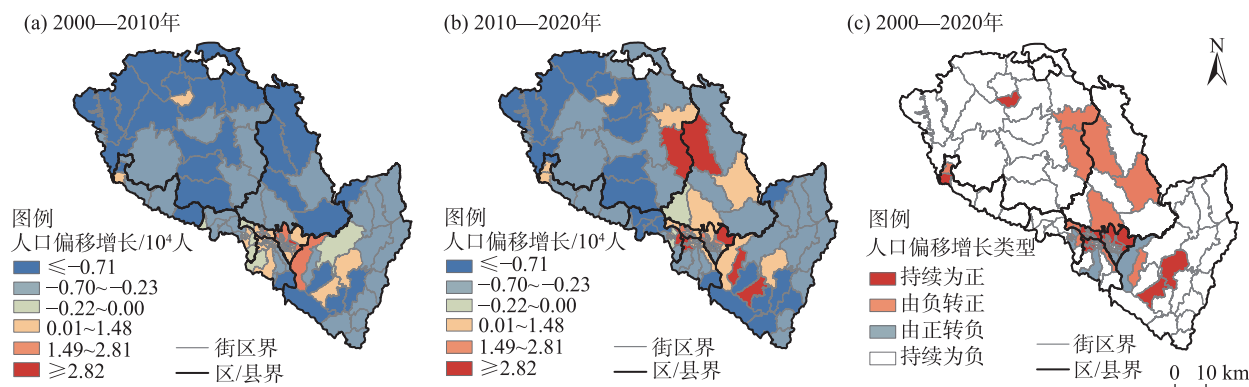 (a) 2000—2010年
图例
人口偏移增长/10⁴人
≤−0.71
−0.70~−0.23
−0.22~0.00
0.01~1.48
1.49~2.81
≥2.82
街区界
区/县界
(b) 2010—2020年
图例
人口偏移增长/10⁴人
≤−0.71
−0.70~−0.23
−0.22~0.00
0.01~1.48
1.49~2.81
≥2.82
街区界
区/县界
(c) 2000—2020年
N
图例
人口偏移增长类型
持续为正
由负转正
由正转负
持续为负
街区界
区/县界
0 10 km